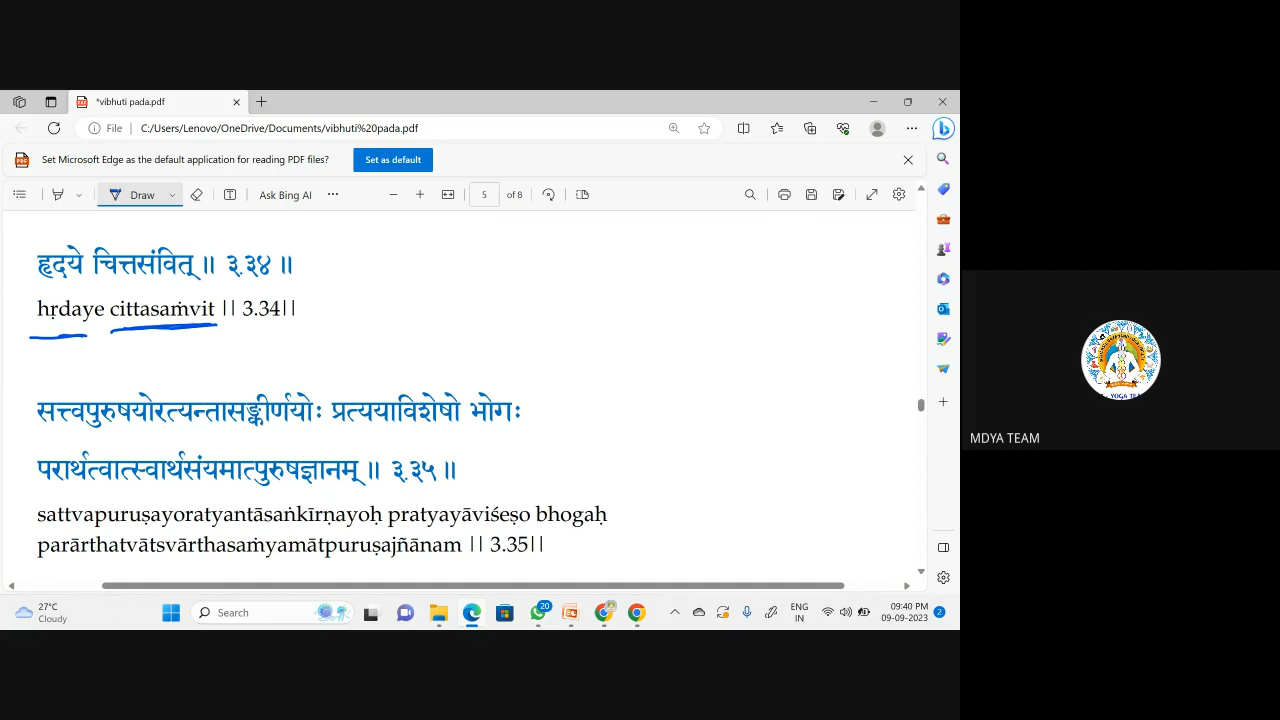 *vibhuti pada.pdf
File
C:/Users/Lenovo/OneDrive/Documents/vibhuti%20pada.pdf
Set Microsoft Edge as the default application for reading PDF files?
Set as default
Draw
Ask Bing AI
5
of 8
हृदये चित्तसंवित् ॥ ३.३४॥
hṛdaye cittasaṁvit || 3.34||
सत्त्वपुरुषयोरत्यन्तासङ्कीर्णयोः प्रत्ययाविशेषो भोगः
परार्थत्वात्स्वार्थसंयमात्पुरुषज्ञानम् ॥ ३.३५॥
sattvapuruṣayoratyantāsaṅkīrṇayoḥ pratyayāviśeṣo bhogaḥ
parārthatvātsvārthasaṁyamātpuruṣajñānam || 3.35||
MDYA TEAM
27°C
Cloudy
Search
20
ENG
IN
09:40 PM
09-09-2023
2